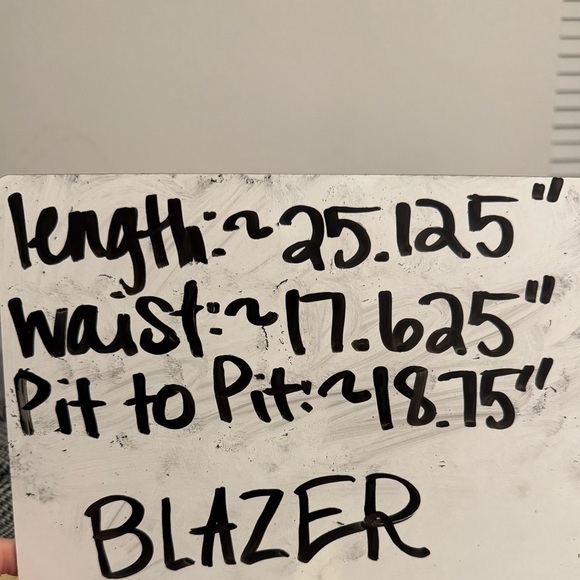 length: ~25.125"
waist: ~17.625"
Pit to Pit: ~18.75"
BLAZER